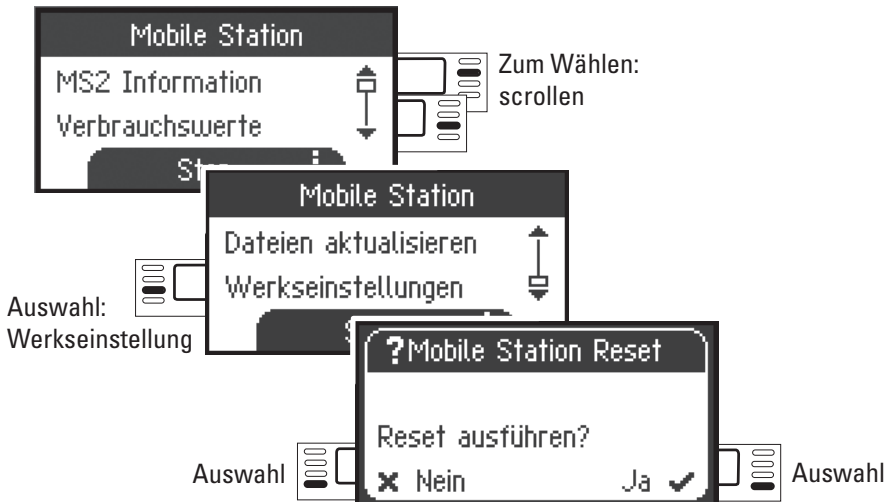 Mobile Station
MS2 Information
Verbrauchswerte
Zum Wählen:
scrollen
Mobile Station
Dateien aktualisieren
Werkseinstellungen
Auswahl:
Werkseinstellung
?Mobile Station Reset
Reset ausführen?
✖ Nein Ja ✔
Auswahl
Auswahl